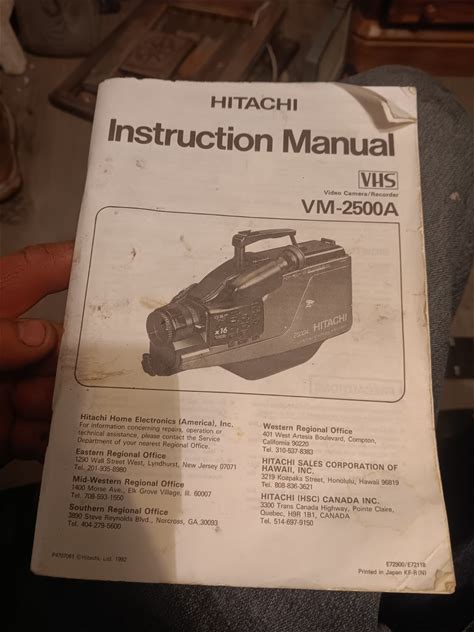 HITACHI
Instruction Manual
VHS
Video Camera/Recorder
VM-2500A
x16
2500A HITACHI
Hitachi Home Electronics (America), Inc.
For information concerning repairs, operation or
technical assistance, please contact the Service
Department of your nearest Regional Office.
Eastern Regional Office
1290 Wall Street West, Lyndhurst, New Jersey 07071
Tel. 201-935-8980
Mid-Western Regional Office
1400 Morse Ave., Elk Grove Village, Ill. 60007
Tel. 708-593-1550
Southern Regional Office
3890 Steve Reynolds Blvd., Norcross, GA 30093
Tel. 404-279-5600
Western Regional Office
401 West Artesia Boulevard, Compton,
California 90220
Tel. 310-537-8383
HITACHI SALES CORPORATION OF
HAWAII, INC.
3219 Koapaka Street, Honolulu, Hawaii 96819
Tel. 808-836-3621
HITACHI (HSC) CANADA INC.
3300 Trans Canada Highway, Pointe Claire,
Quebec, H9R 1B1, CANADA
Tel. 514-697-9150
© Hitachi, Ltd. 1992
Printed in Japan K.F-R(N)